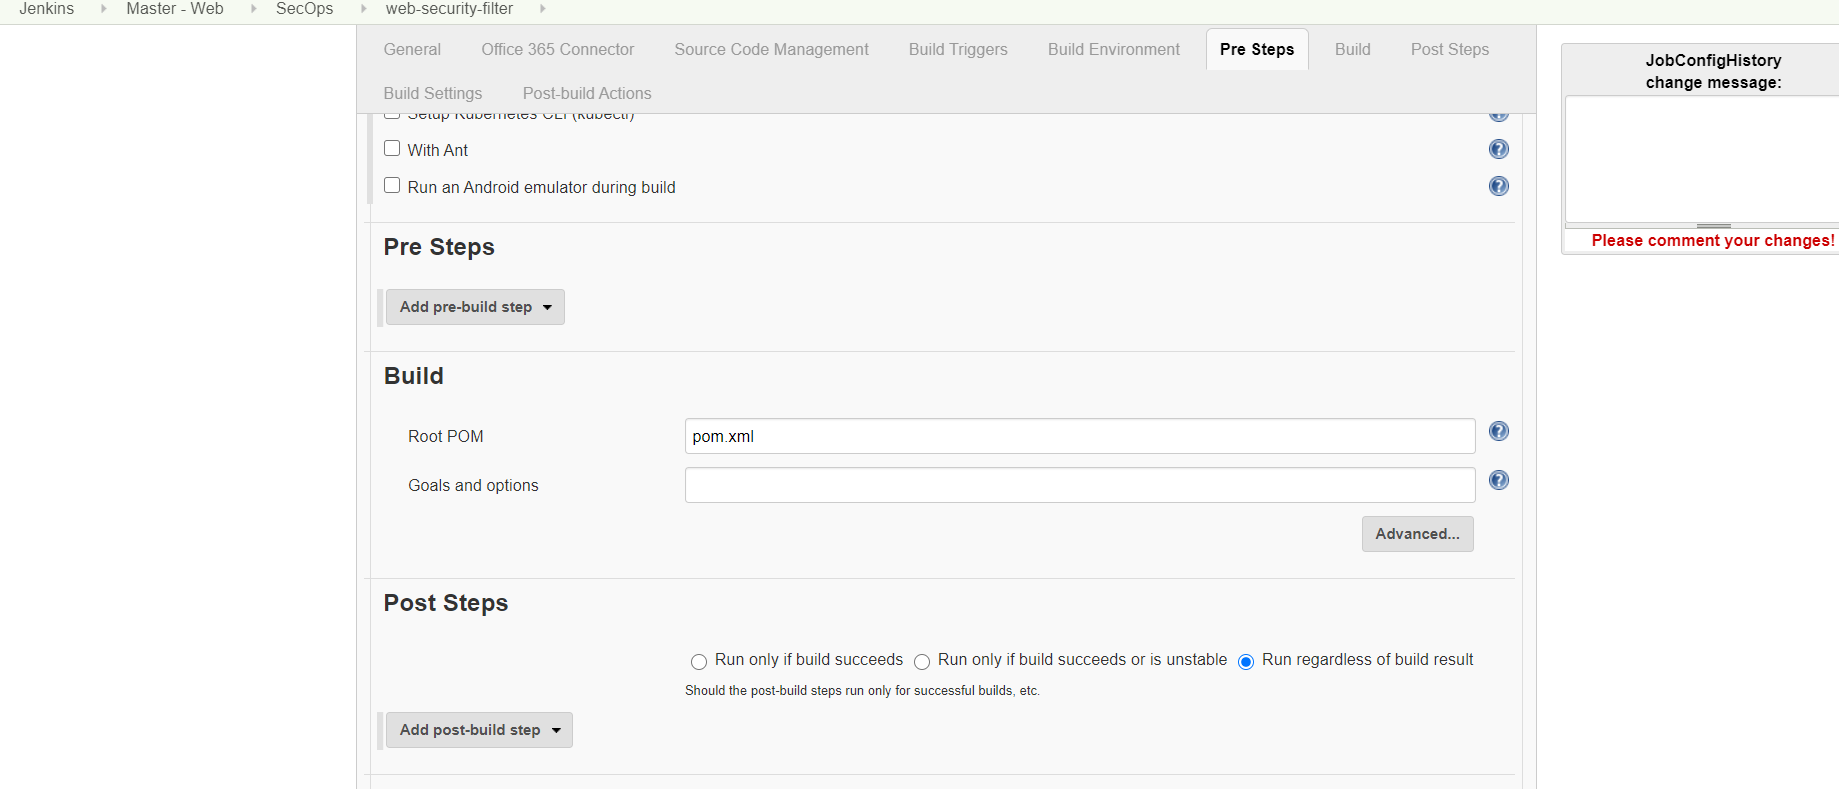 Jenkins Master - Web SecOps web-security-filter
General Office 365 Connector Source Code Management Build Triggers Build Environment Pre Steps Build Post Steps
Build Settings Post-build Actions
Setup Kubernetes CLI (kubectl)
With Ant
Run an Android emulator during build
Pre Steps
Add pre-build step
Build
Root POM pom.xml
Goals and options
Advanced...
Post Steps
Run only if build succeeds Run only if build succeeds or is unstable Run regardless of build result
Should the post-build steps run only for successful builds, etc.
Add post-build step
JobConfigHistory
change message:
Please comment your changes!